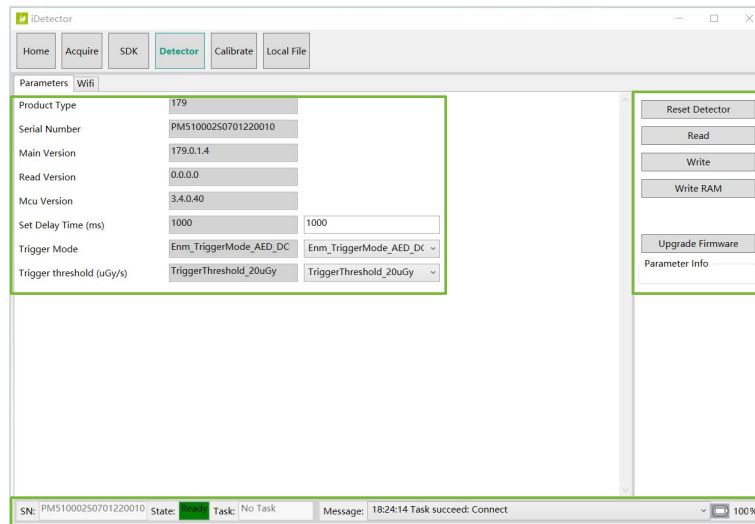 iDetector
Home Acquire SDK Detector Calibrate Local File
Parameters Wifi
Product Type 179
Serial Number PM510002S0701220010
Main Version 179.0.1.4
Read Version 0.0.0.0
Mcu Version 3.4.0.40
Set Delay Time (ms) 1000 1000
Trigger Mode Enm_TriggerMode_AED_DC Enm_TriggerMode_AED_DC
Trigger threshold (uGy/s) TriggerThreshold_20uGy TriggerThreshold_20uGy
Reset Detector
Read
Write
Write RAM
Upgrade Firmware
Parameter Info
SN: PM510002S0701220010 State: Ready Task: No Task Message: 18:24:14 Task succeed: Connect 100%